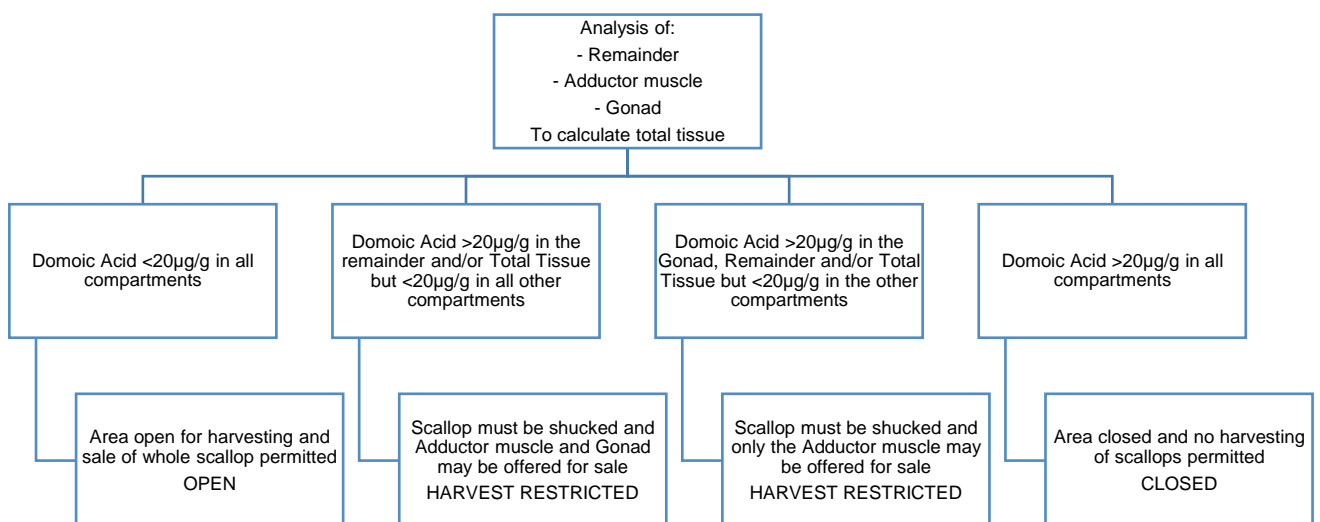 Analysis of:
- Remainder
- Adductor muscle
- Gonad
To calculate total tissue
Domoic Acid <20µg/g in all
compartments
Domoic Acid >20µg/g in the
remainder and/or Total Tissue
but <20µg/g in all other
compartments
Domoic Acid >20µg/g in the
Gonad, Remainder and/or Total
Tissue but <20µg/g in the other
compartments
Domoic Acid >20µg/g in all
compartments
Area open for harvesting and
sale of whole scallop permitted
OPEN
Scallop must be shucked and
Adductor muscle and Gonad
may be offered for sale
HARVEST RESTRICTED
Scallop must be shucked and
only the Adductor muscle may
be offered for sale
HARVEST RESTRICTED
Area closed and no harvesting
of scallops permitted
CLOSED